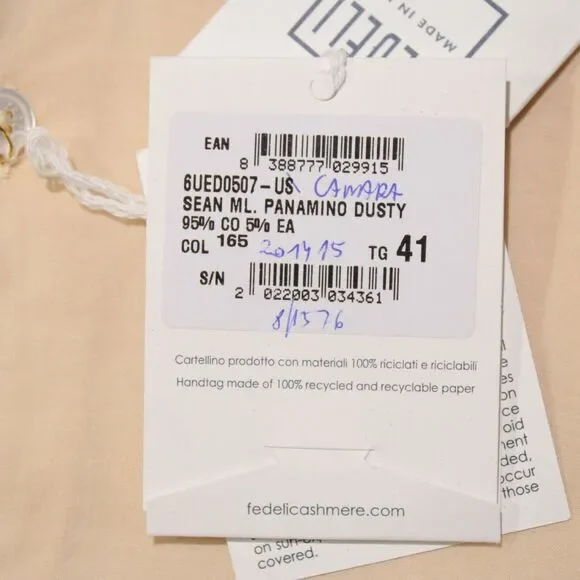 MADE IN
EAN
8 388777 029915
6UED0507-US CAMARA
SEAN ML. PANAMINO DUSTY
95% CO 5% EA
COL 165 201415 TG 41
S/N
2 022003 034361
8/1576
Cartellino prodotto con materiali 100% riciclati e riciclabili
Handtag made of 100% recycled and recyclable paper
fedelicashmere.com
occur
those
covered.